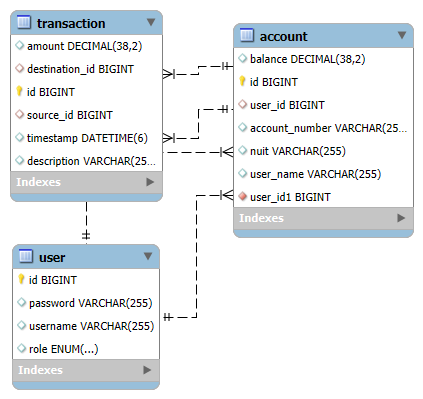 transaction
amount DECIMAL(38,2)
destination_id BIGINT
id BIGINT
source_id BIGINT
timestamp DATETIME(6)
description VARCHAR(25...
Indexes
account
balance DECIMAL(38,2)
id BIGINT
user_id BIGINT
account_number VARCHAR(25...
nuit VARCHAR(255)
user_name VARCHAR(255)
user_id1 BIGINT
Indexes
user
id BIGINT
password VARCHAR(255)
username VARCHAR(255)
role ENUM(...)
Indexes